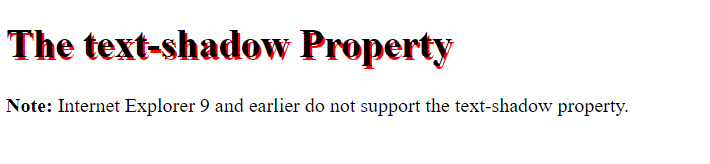 The text-shadow Property
Note: Internet Explorer 9 and earlier do not support the text-shadow property.